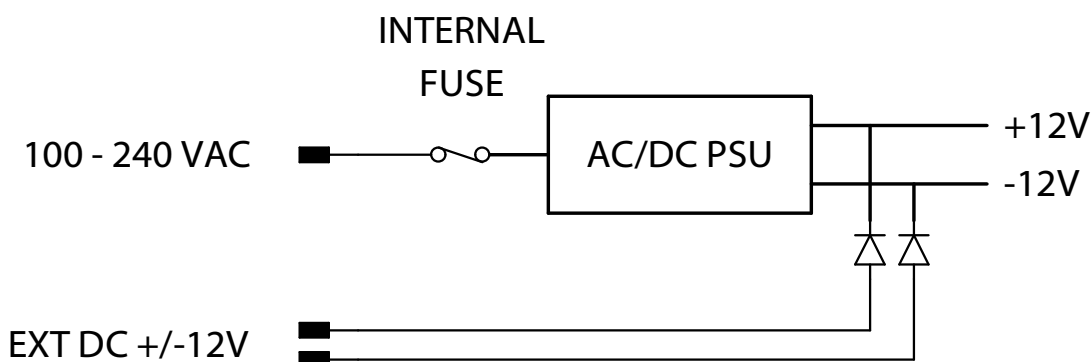 INTERNAL
FUSE
100 - 240 VAC
AC/DC PSU
+12V
-12V
EXT DC +/-12V